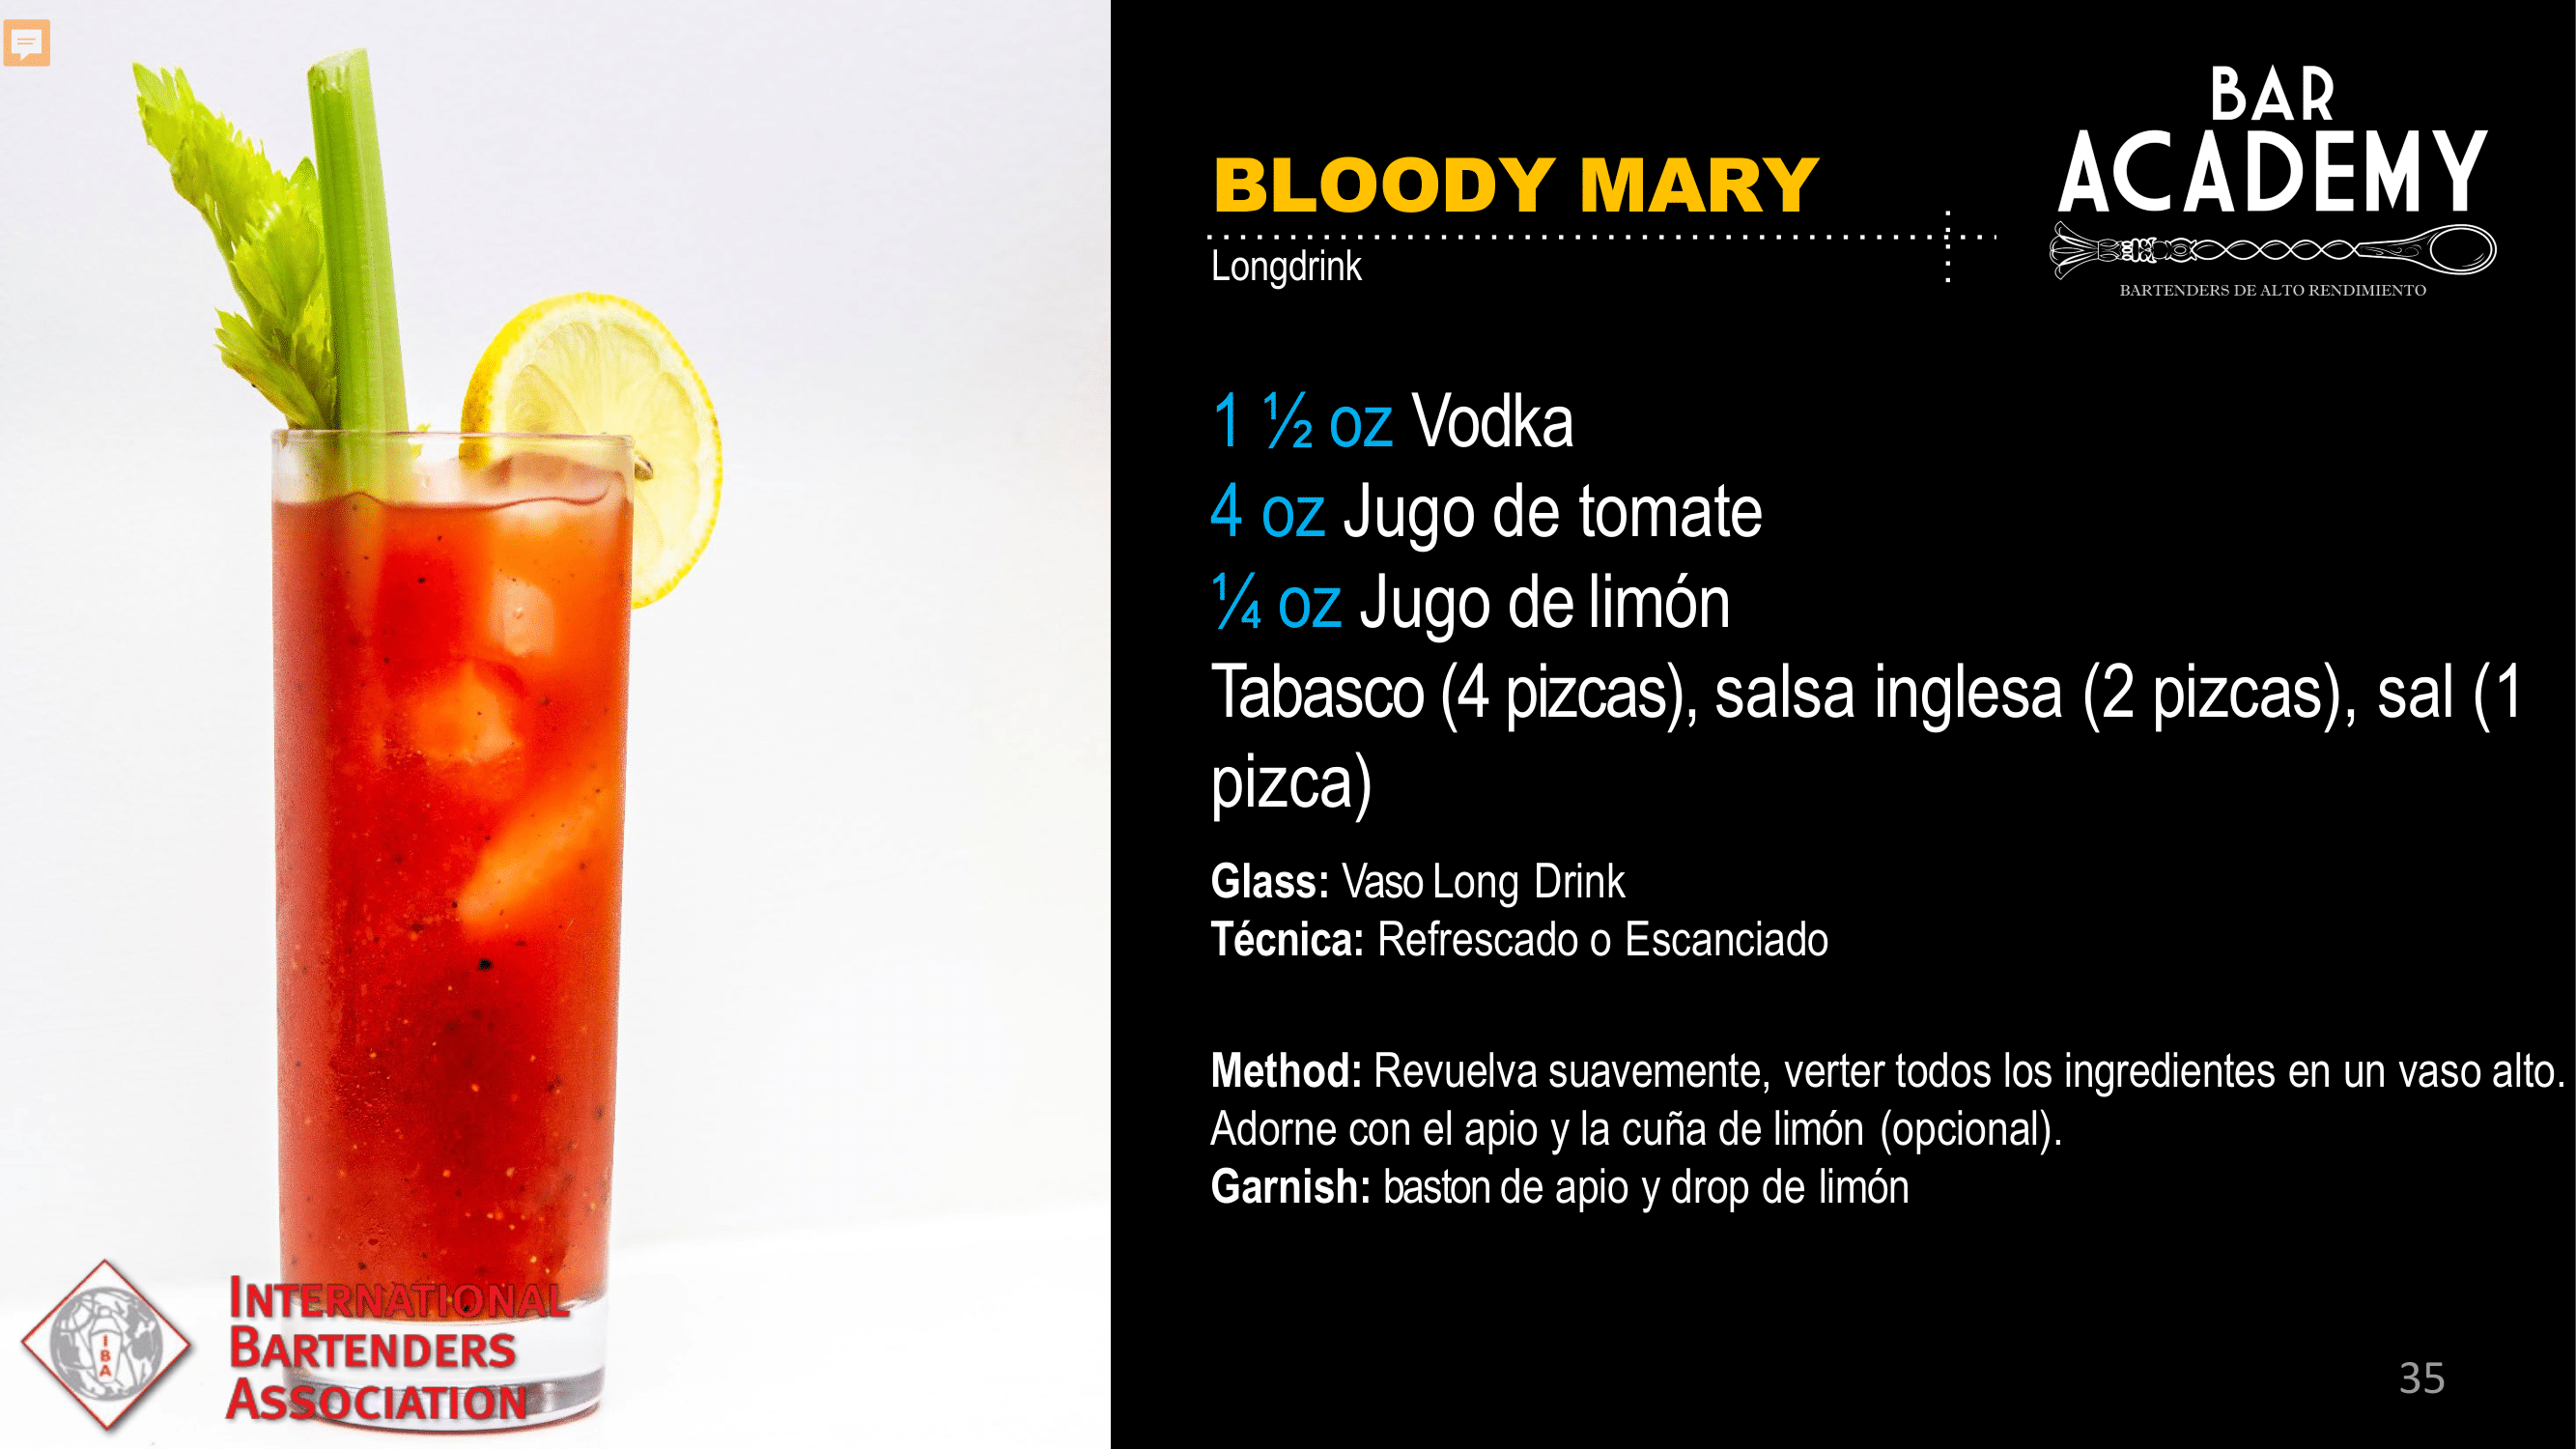 BAR
ACADEMY
BARTENDERS DE ALTO RENDIMIENTO
BLOODY MARY
Longdrink
1 ½ oz Vodka
4 oz Jugo de tomate
¼ oz Jugo de limón
Tabasco (4 pizcas), salsa inglesa (2 pizcas), sal (1
pizca)
Glass: Vaso Long Drink
Técnica: Refrescado o Escanciado
Method: Revuelva suavemente, verter todos los ingredientes en un vaso alto.
Adorne con el apio y la cuña de limón (opcional).
Garnish: baston de apio y drop de limón
IBA
INTERNATIONAL
BARTENDERS
ASSOCIATION
35